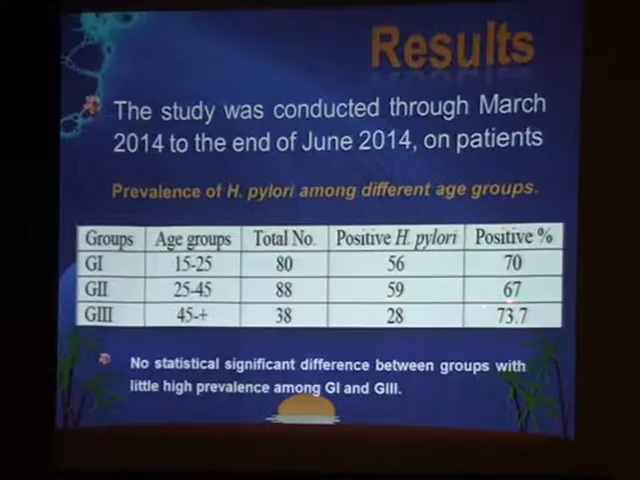 Results
The study was conducted through March
2014 to the end of June 2014, on patients
Prevalence of H. pylori among different age groups.
Groups Age groups Total No. Positive H. pylori Positive %
GI 15-25 80 56 70
GII 25-45 88 59 67
GIII 45-+ 38 28 73.7
No statistical significant difference between groups with
little high prevalence among GI and GIII.